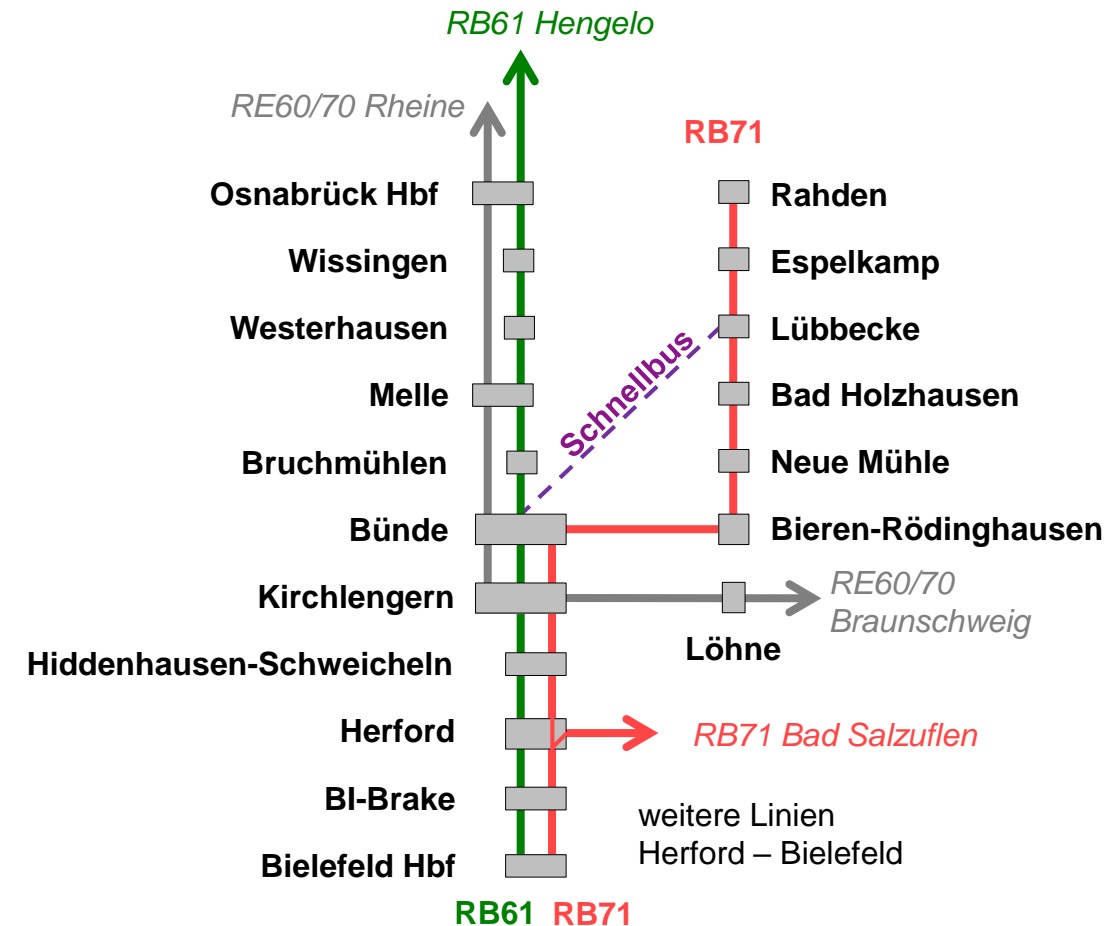 RB61 Hengelo
RE60/70 Rheine
RB71
Osnabrück Hbf
Rahden
Wissingen
Espelkamp
Westerhausen
Lübbecke
Schnellbus
Melle
Bad Holzhausen
Bruchmühlen
Neue Mühle
Bünde
Bieren-Rödinghausen
Kirchlengern
RE60/70
Braunschweig
Löhne
Hiddenhausen-Schweicheln
Herford
RB71 Bad Salzuflen
BI-Brake
weitere Linien
Herford – Bielefeld
Bielefeld Hbf
RB61 RB71